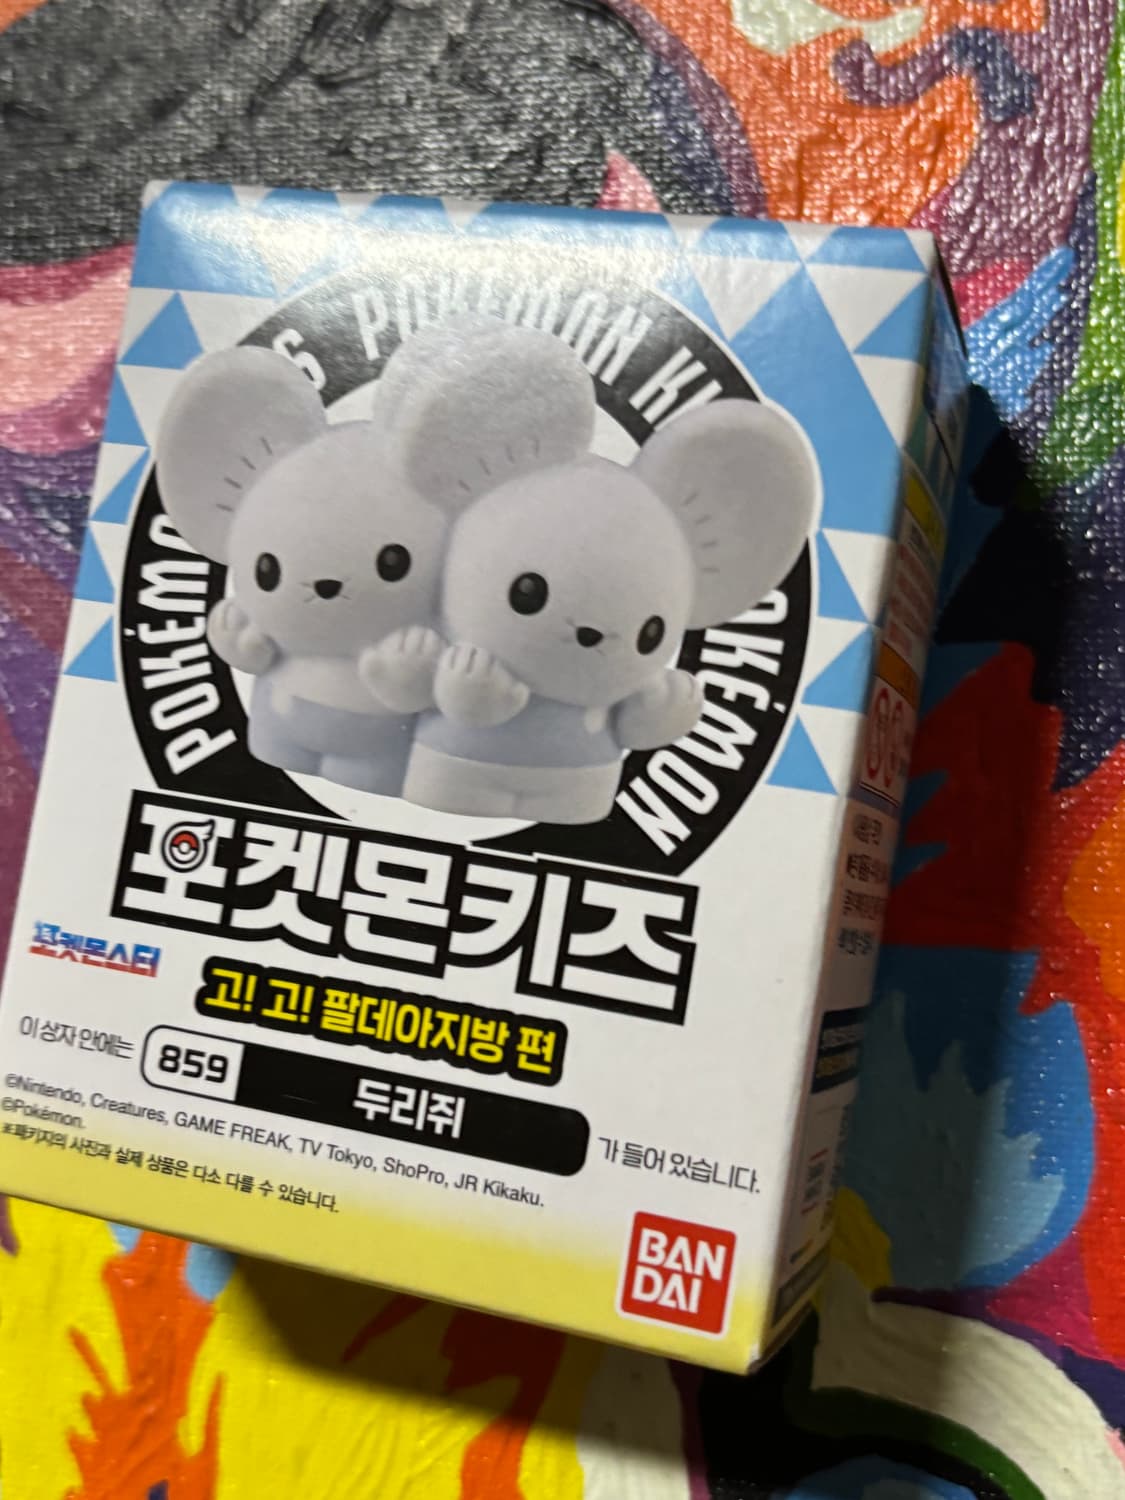 POKÉMON KI
POKÉMON
POKÉMON
포켓몬키즈
포켓몬스터
고! 고! 팔데아지방 편
이 상자 안에는
859
두리쥐
가 들어 있습니다.
©Nintendo, Creatures, GAME FREAK, TV Tokyo, ShoPro, JR Kikaku.
©Pokémon.
※패키지의 사진과 실제 상품은 다소 다를 수 있습니다.
BAN
DAI